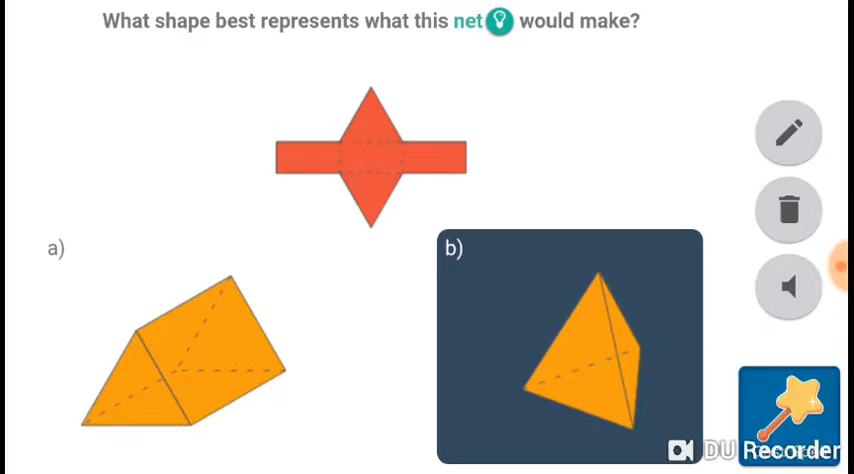 What shape best represents what this net would make?
a)
b)
DU Recorder